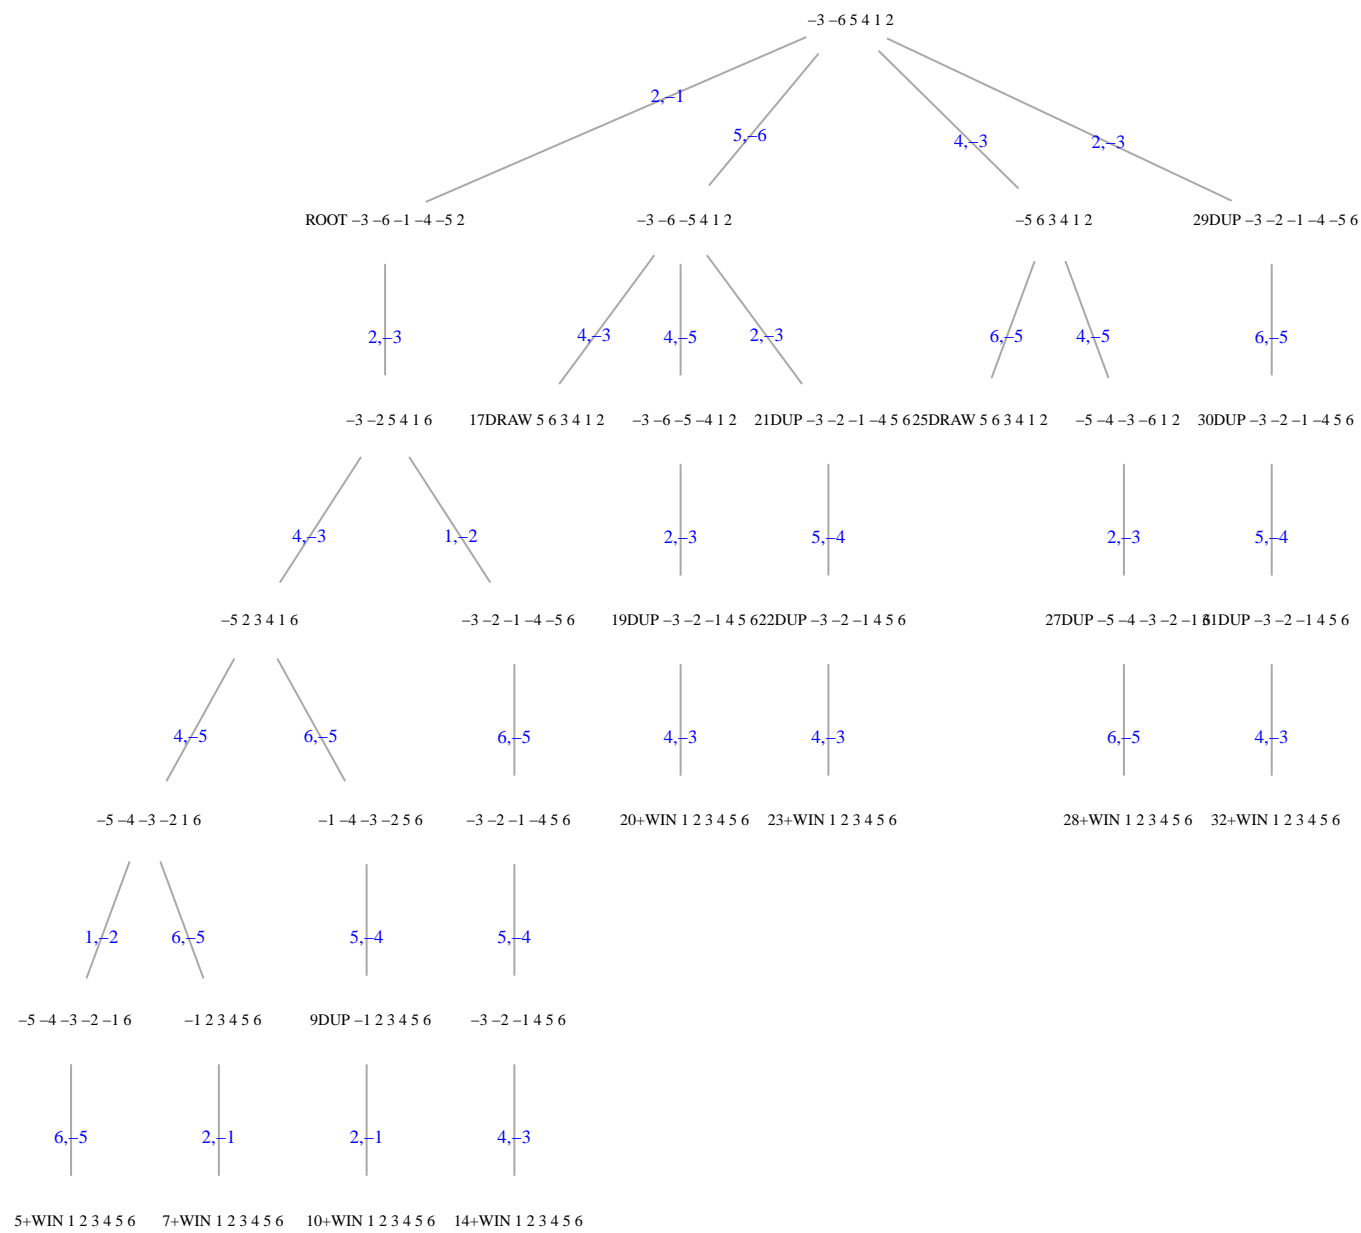 −3 −6 5 4 1 2
2,−1
5,−6
4,−3
2,−3
ROOT −3 −6 −1 −4 −5 2
−3 −6 −5 4 1 2
−5 6 3 4 1 2
29DUP −3 −2 −1 −4 −5 6
2,−3
4,−3
4,−5
2,−3
6,−5
4,−5
6,−5
−3 −2 5 4 1 6
17DRAW 5 6 3 4 1 2
−3 −6 −5 −4 1 2
21DUP −3 −2 −1 −4 5 6
25DRAW 5 6 3 4 1 2
−5 −4 −3 −6 1 2
30DUP −3 −2 −1 −4 5 6
4,−3
1,−2
2,−3
5,−4
2,−3
5,−4
−5 2 3 4 1 6
−3 −2 −1 −4 −5 6
19DUP −3 −2 −1 4 5 6
22DUP −3 −2 −1 4 5 6
27DUP −5 −4 −3 −2 −1 6
31DUP −3 −2 −1 4 5 6
4,−5
6,−5
6,−5
4,−3
4,−3
6,−5
4,−3
−5 −4 −3 −2 1 6
−1 −4 −3 −2 5 6
−3 −2 −1 −4 5 6
20+WIN 1 2 3 4 5 6
23+WIN 1 2 3 4 5 6
28+WIN 1 2 3 4 5 6
32+WIN 1 2 3 4 5 6
1,−2
6,−5
5,−4
5,−4
−5 −4 −3 −2 −1 6
−1 2 3 4 5 6
9DUP −1 2 3 4 5 6
−3 −2 −1 4 5 6
6,−5
2,−1
2,−1
4,−3
5+WIN 1 2 3 4 5 6
7+WIN 1 2 3 4 5 6
10+WIN 1 2 3 4 5 6
14+WIN 1 2 3 4 5 6